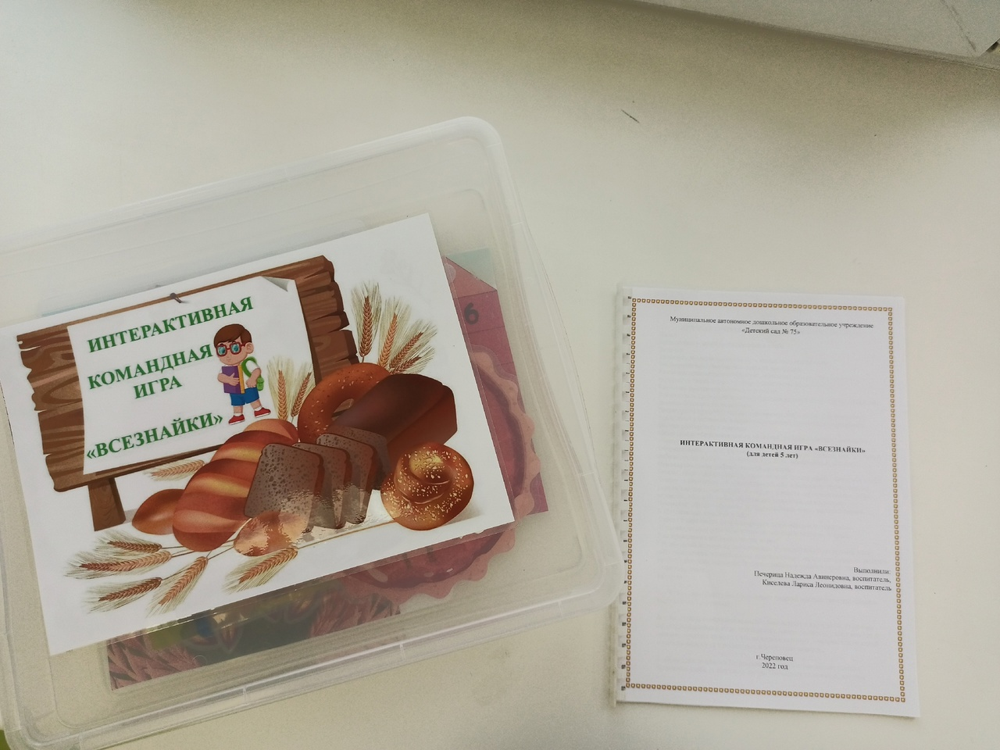 ИНТЕРАКТИВНАЯ
КОМАНДНАЯ
ИГРА
«ВСЕЗНАЙКИ»
6
Муниципальное автономное дошкольное образовательное учреждение
«Детский сад № 75»
ИНТЕРАКТИВНАЯ КОМАНДНАЯ ИГРА «ВСЕЗНАЙКИ»
(для детей 5 лет)
Выполнили:
Печерица Надежда Авинеровна, воспитатель,
Киселева Лариса Леонидовна, воспитатель
г.Череповец
2022 год